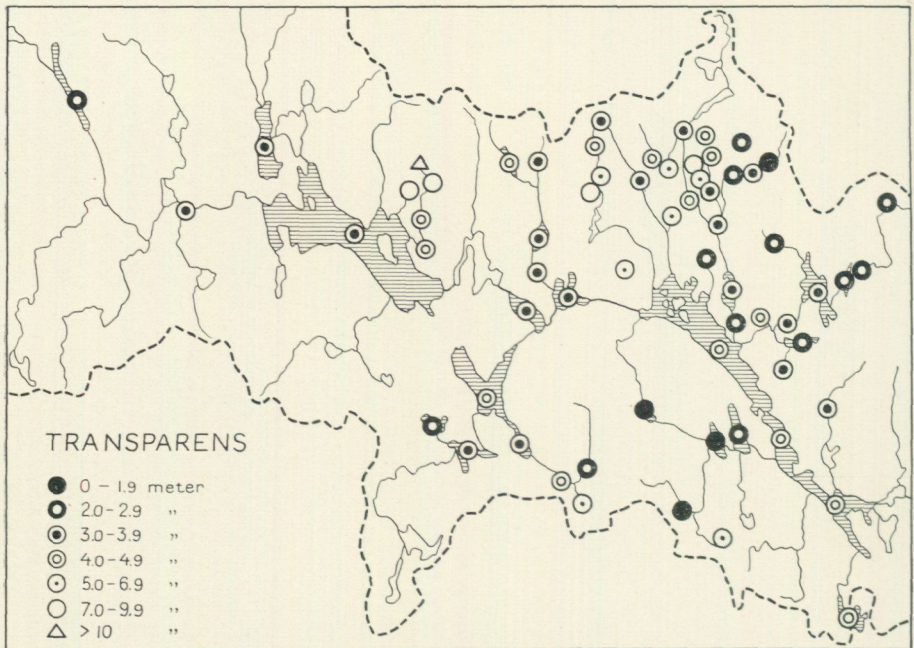 TRANSPARENS
0 – 1.9 meter
2.0 – 2.9 ”
3.0 – 3.9 ”
4.0 – 4.9 ”
5.0 – 6.9 ”
7.0 – 9.9 ”
> 10 ”